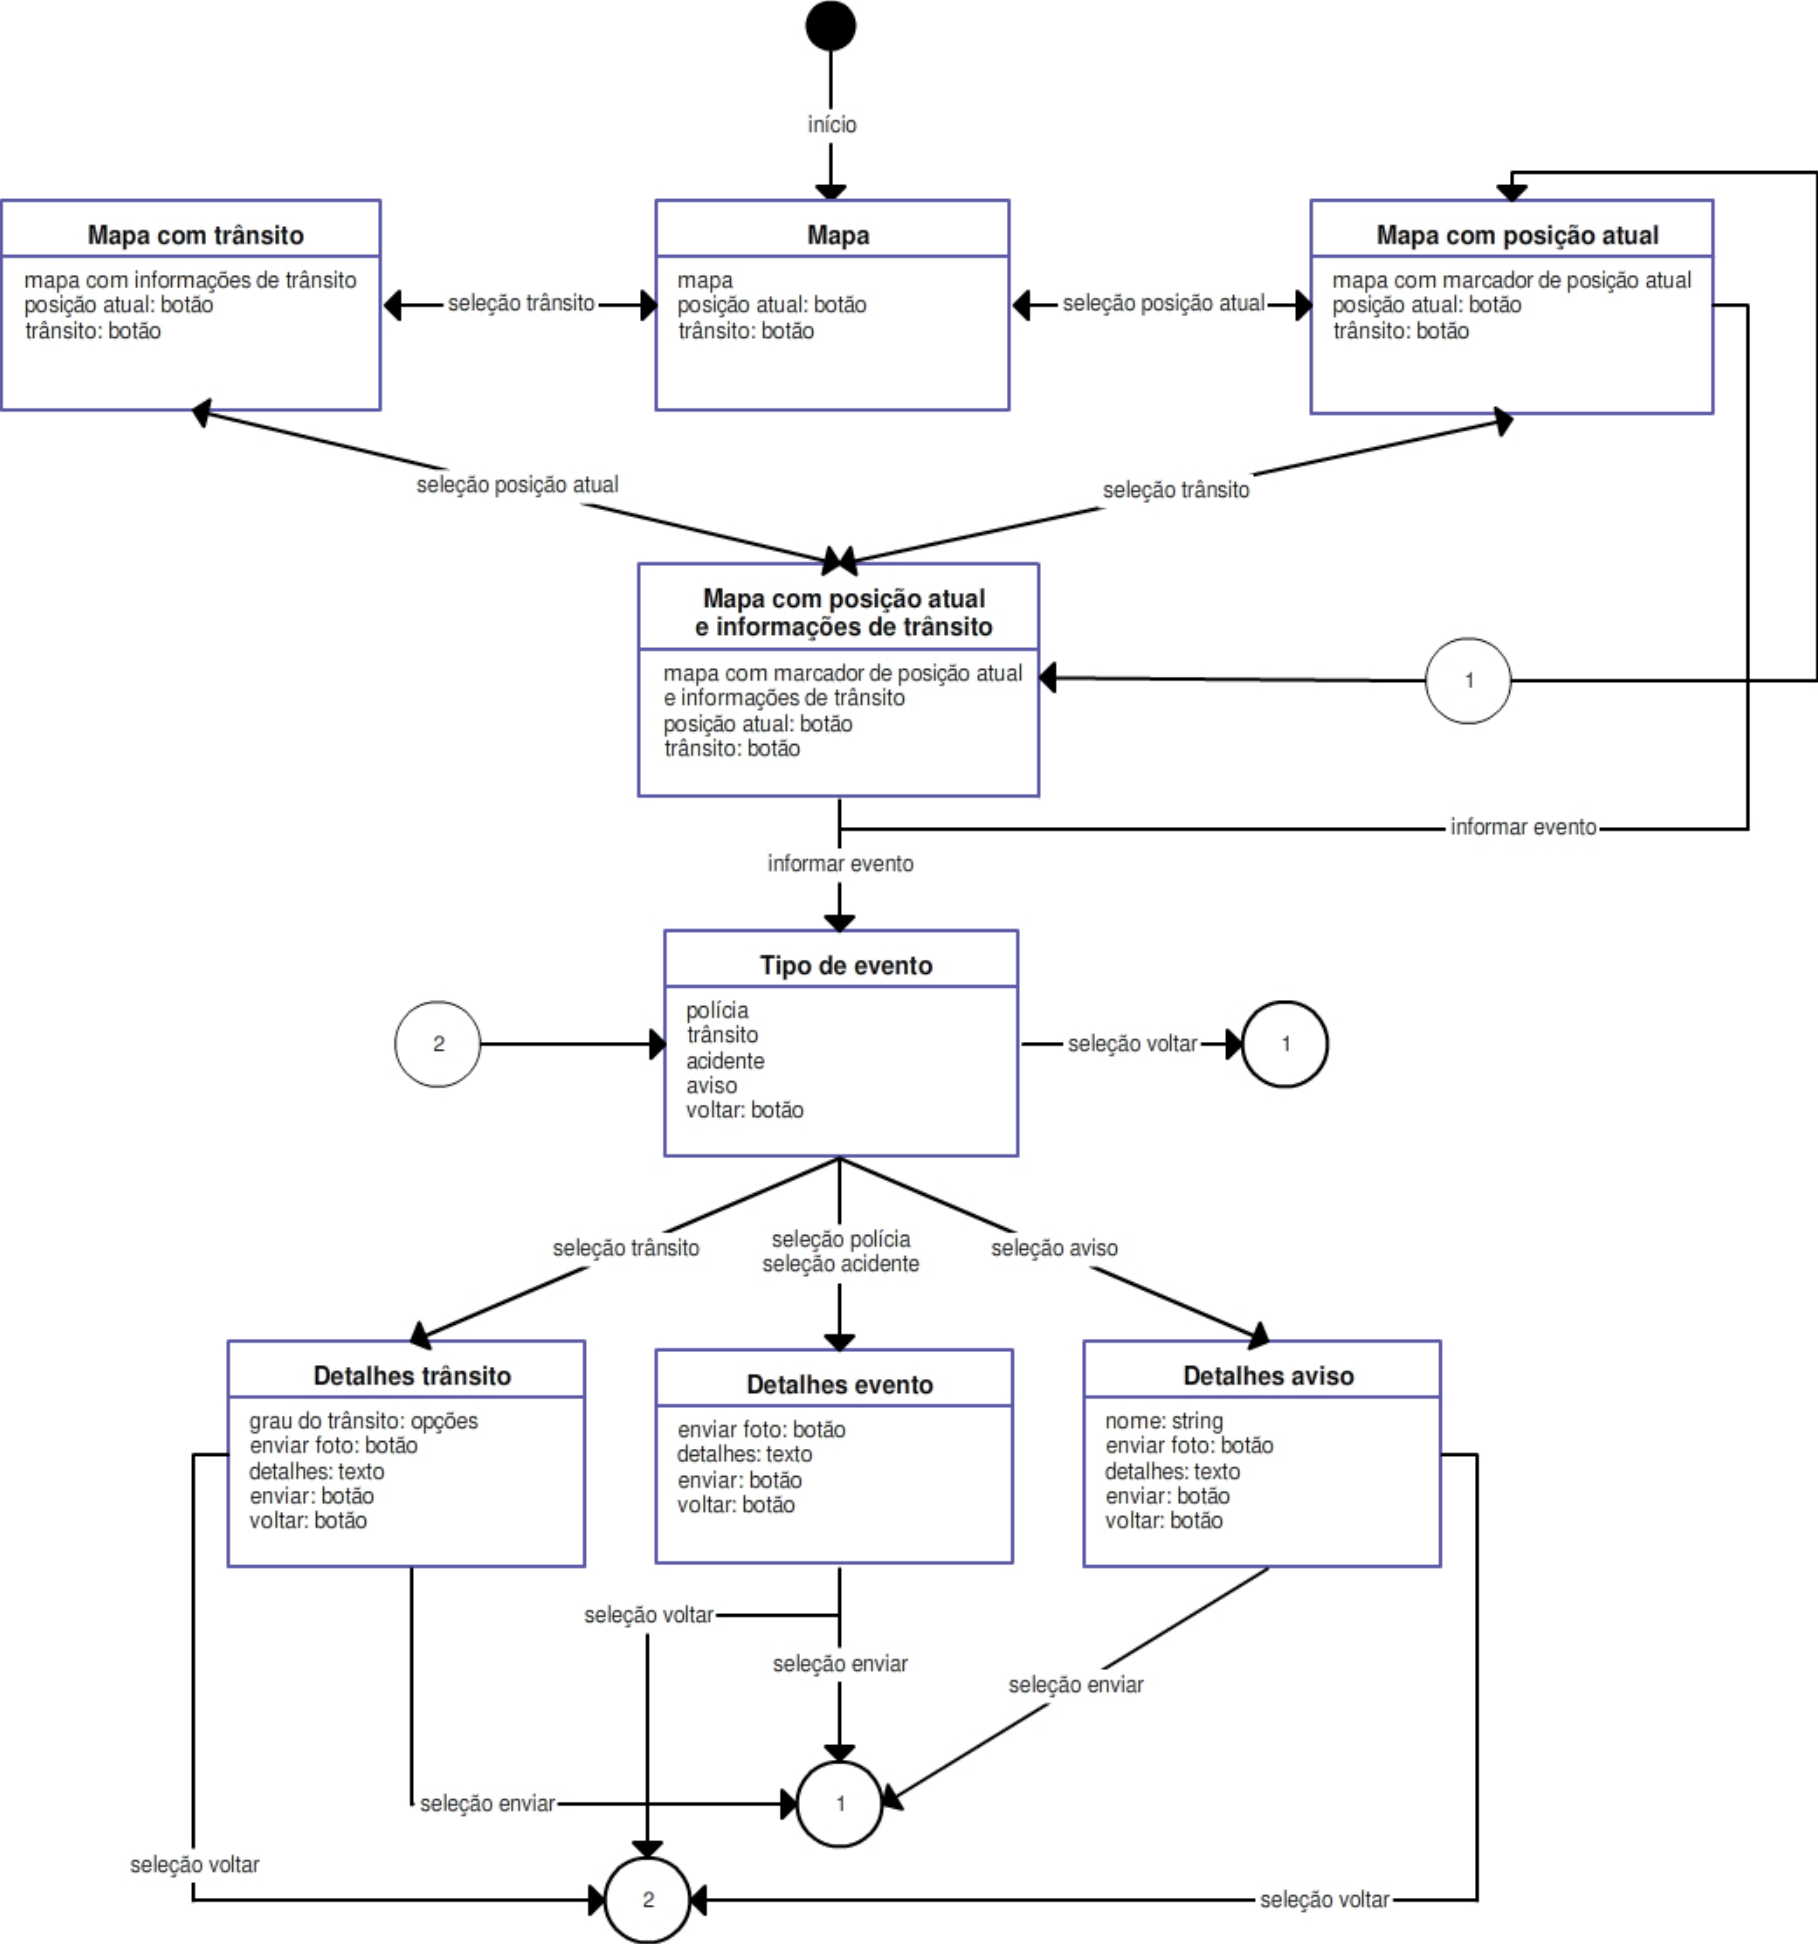 início
Mapa com trânsito
mapa com informações de trânsito
posição atual: botão
trânsito: botão
seleção trânsito
Mapa
mapa
posição atual: botão
trânsito: botão
seleção posição atual
Mapa com posição atual
mapa com marcador de posição atual
posição atual: botão
trânsito: botão
seleção posição atual
seleção trânsito
Mapa com posição atual
e informações de trânsito
mapa com marcador de posição atual
e informações de trânsito
posição atual: botão
trânsito: botão
1
informar evento
informar evento
Tipo de evento
polícia
trânsito
acidente
aviso
voltar: botão
2
seleção voltar
1
seleção trânsito
seleção polícia
seleção acidente
seleção aviso
Detalhes trânsito
grau do trânsito: opções
enviar foto: botão
detalhes: texto
enviar: botão
voltar: botão
Detalhes evento
enviar foto: botão
detalhes: texto
enviar: botão
voltar: botão
Detalhes aviso
nome: string
enviar foto: botão
detalhes: texto
enviar: botão
voltar: botão
seleção voltar
seleção enviar
seleção enviar
seleção enviar
1
seleção voltar
2
seleção voltar